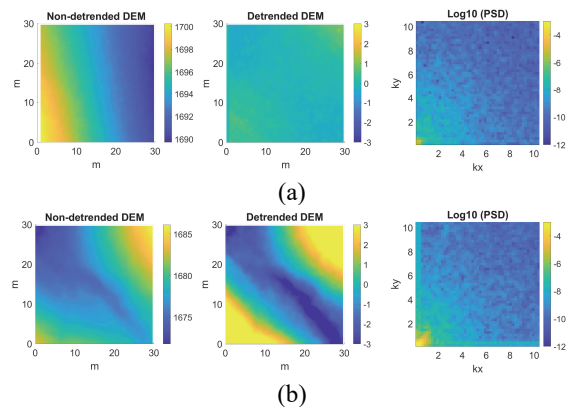 Non-detrended DEM
Detrended DEM
Log10 (PSD)
m
30
20
10
0
0 10 20 30
m
1700
1698
1696
1694
1692
1690
m
30
20
10
0
0 10 20 30
m
3
2
1
0
-1
-2
-3
ky
10
8
6
4
2
2 4 6 8 10
kx
-4
-6
-8
-10
-12
(a)
Non-detrended DEM
Detrended DEM
Log10 (PSD)
m
30
20
10
0
0 10 20 30
m
1685
1680
1675
m
30
20
10
0
0 10 20 30
m
3
2
1
0
-1
-2
-3
ky
10
8
6
4
2
2 4 6 8 10
kx
-4
-6
-8
-10
-12
(b)